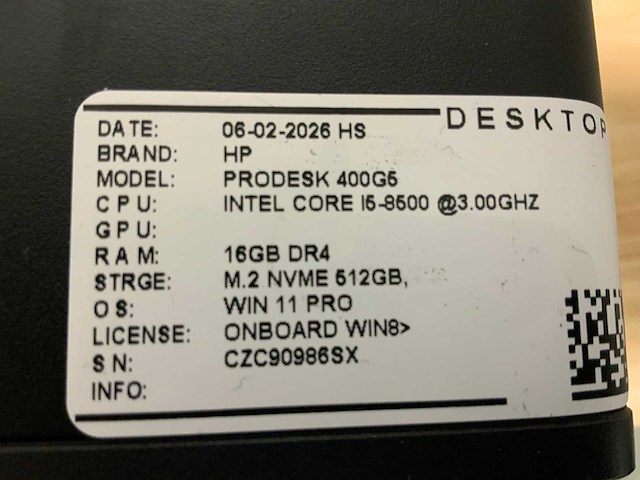 DESKTOP
DATE: 06-02-2026 HS
BRAND: HP
MODEL: PRODESK 400G5
CPU: INTEL CORE I5-8500 @3.00GHZ
GPU:
RAM: 16GB DR4
STRGE: M.2 NVME 512GB,
OS: WIN 11 PRO
LICENSE: ONBOARD WIN8>
SN: CZC90986SX
INFO: